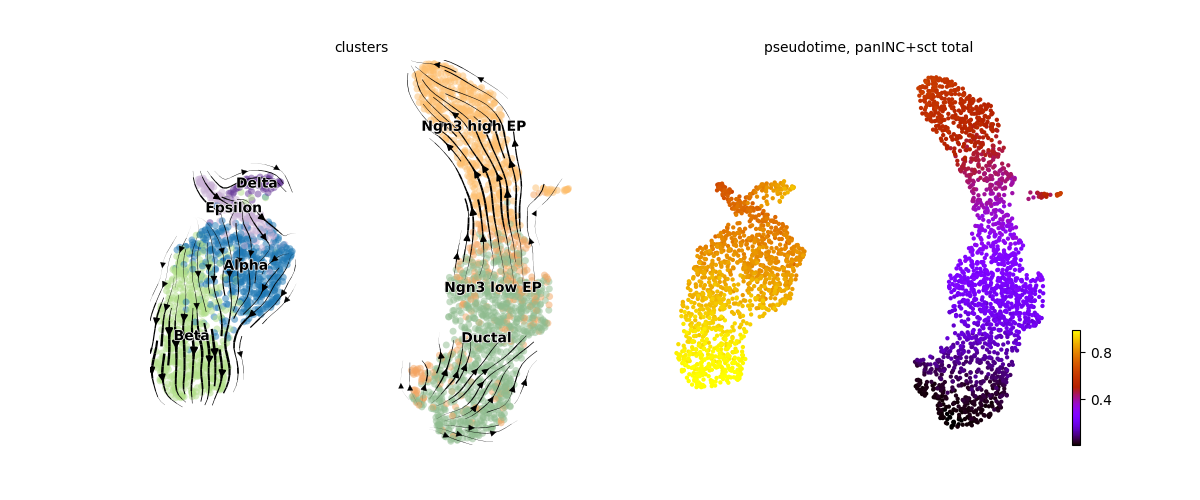 clusters
pseudotime, panINC+sct total
Ngn3 high EP
Delta
Epsilon
Alpha
Ngn3 low EP
Beta
Ductal
0.8
0.4